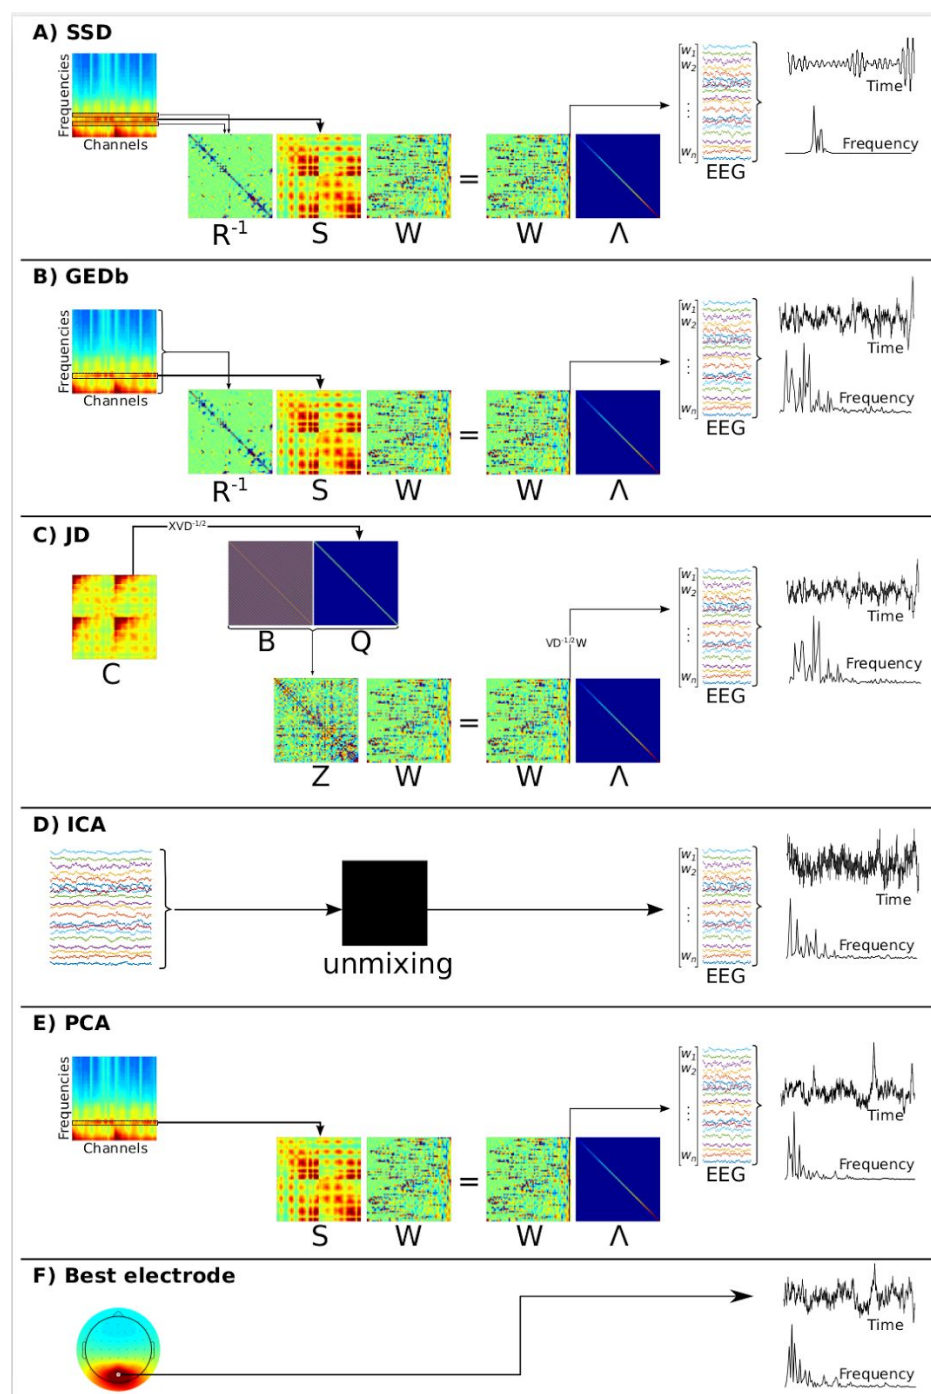 A) SSD
Frequencies
Channels
R⁻¹ S W = W Λ
w₁
w₂
⋮
wₙ
EEG
Time
Frequency
B) GEDb
Frequencies
Channels
R⁻¹ S W = W Λ
w₁
w₂
⋮
wₙ
EEG
Time
Frequency
C) JD
XVD⁻¹/²
C
B Q
Z W = W Λ
VD⁻¹/²W
w₁
w₂
⋮
wₙ
EEG
Time
Frequency
D) ICA
unmixing
w₁
w₂
⋮
wₙ
EEG
Time
Frequency
E) PCA
Frequencies
Channels
S W = W Λ
w₁
w₂
⋮
wₙ
EEG
Time
Frequency
F) Best electrode
Time
Frequency